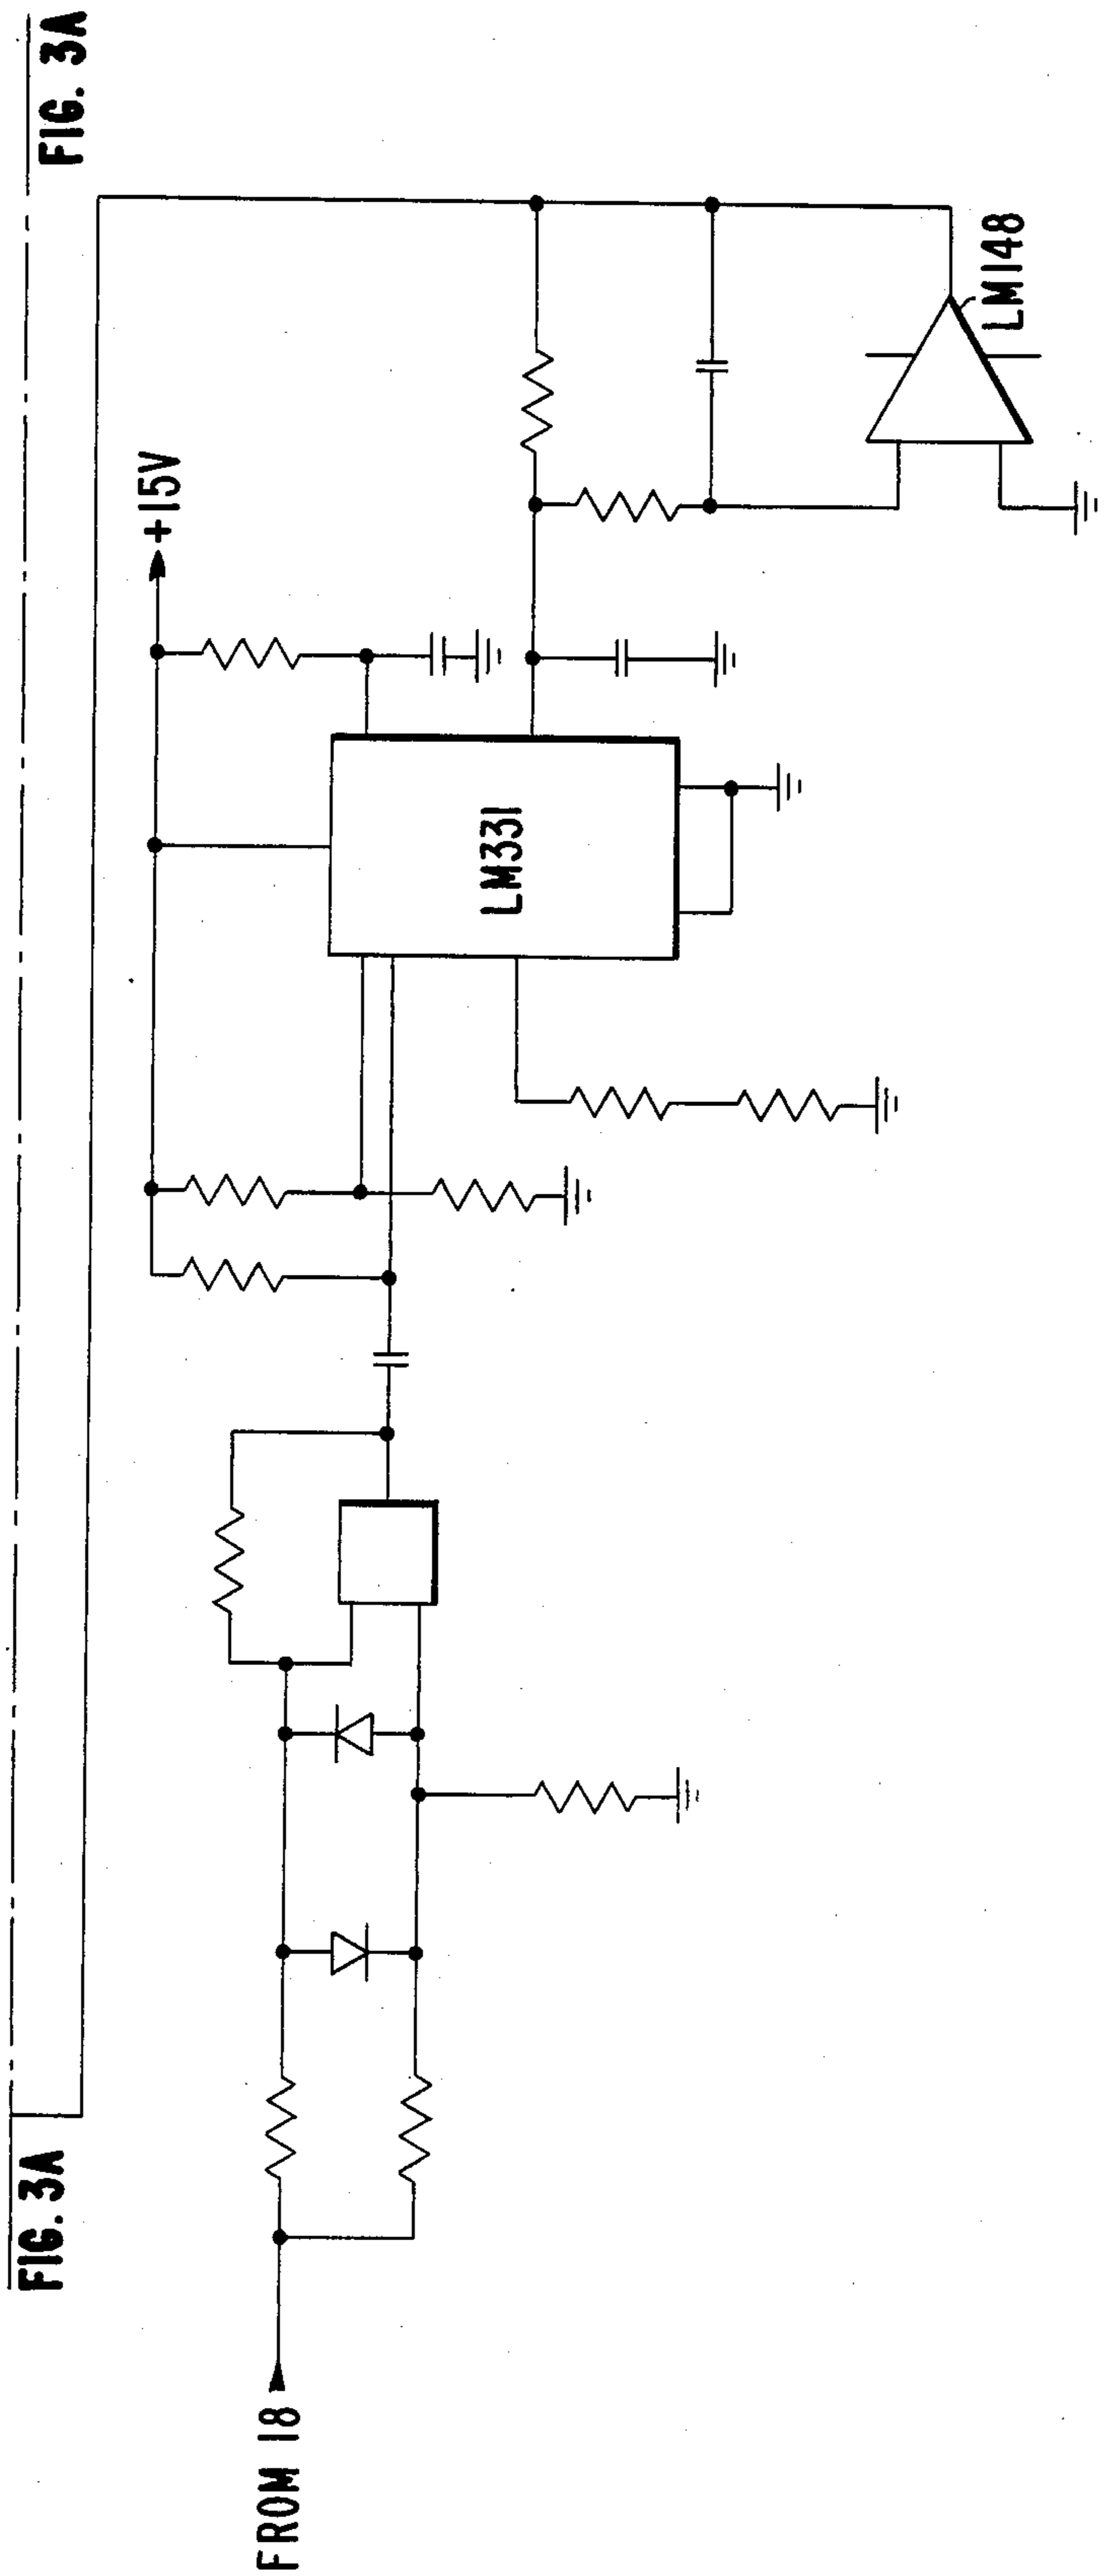 FIG. 3A
FIG. 3A
+15V
LM331
LM148
FROM 18